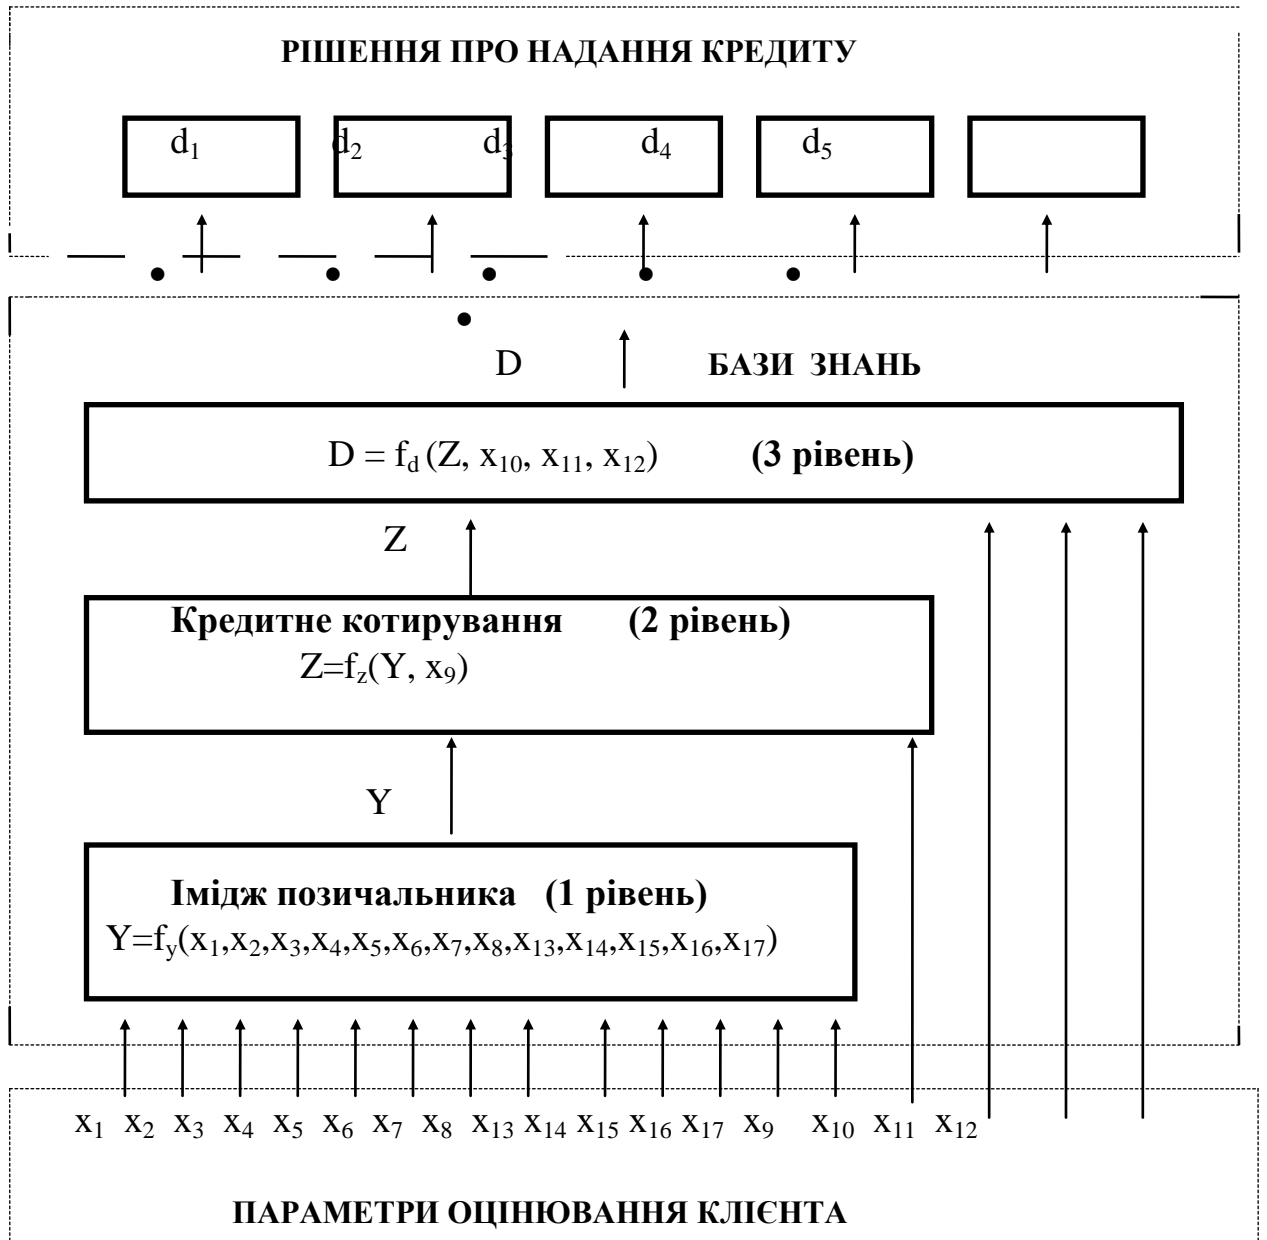 РІШЕННЯ ПРО НАДАННЯ КРЕДИТУ
d₁ d₂ d₃ d₄ d₅
D БАЗИ ЗНАНЬ
D = f_d (Z, x₁₀, x₁₁, x₁₂) (3 рівень)
Z
Кредитне котирування (2 рівень)
Z=f_z(Y, x₉)
Y
Імідж позичальника (1 рівень)
Y=f_y(x₁,x₂,x₃,x₄,x₅,x₆,x₇,x₈,x₁₃,x₁₄,x₁₅,x₁₆,x₁₇)
x₁ x₂ x₃ x₄ x₅ x₆ x₇ x₈ x₁₃ x₁₄ x₁₅ x₁₆ x₁₇ x₉ x₁₀ x₁₁ x₁₂
ПАРАМЕТРИ ОЦІНЮВАННЯ КЛІЄНТА